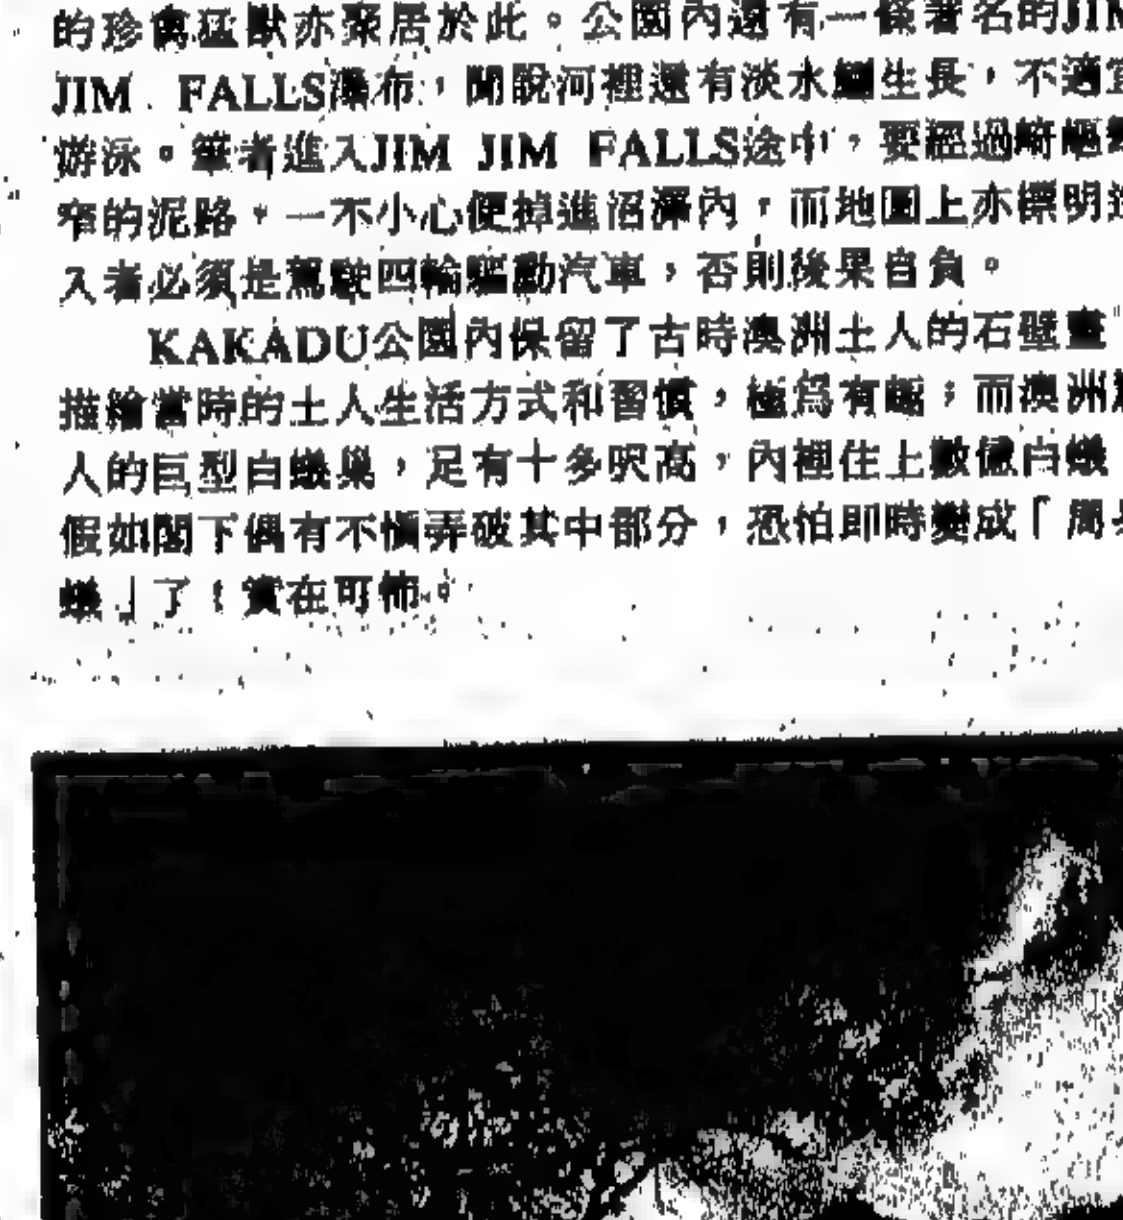 的珍禽猛獸亦聚居於此。公園內還有一條著名的JIM
JIM FALLS瀑布，聞說河裡還有淡水鱷生長，不適宜
游泳。筆者進入JIM JIM FALLS途中，要經過崎嶇
窄的泥路，一不小心便掉進沼澤內，而地圖上亦標明進
入者必須是駕駛四輪驅動汽車，否則後果自負。
KAKADU公園內保留了古時澳洲土人的石壁畫
描繪當時的土人生活方式和習慣，極為有趣；而澳洲
人的巨型白蟻巢，足有十多呎高，內裡住上數億白蟻
假如閣下偶有不慎弄破其中部分，恐怕即時變成「周身
蟻」了！實在可怖。